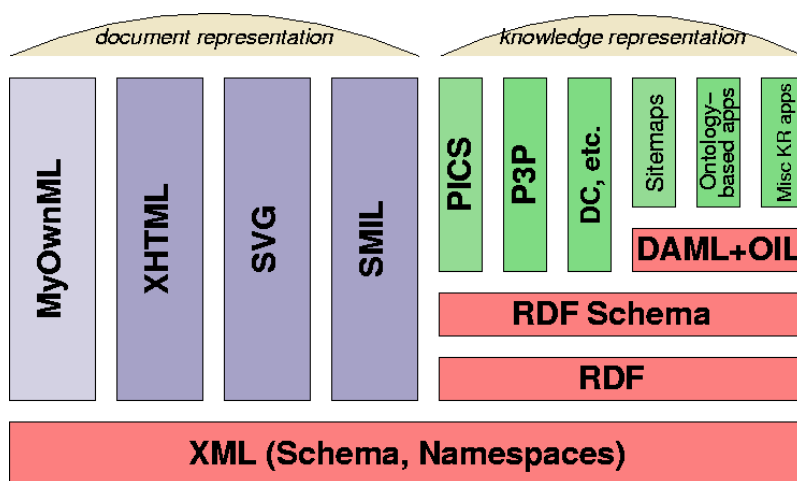 document representation
knowledge representation
MyOwnML
XHTML
SVG
SMIL
PICS
P3P
DC, etc.
Sitemaps
Ontology–
based apps
Misc KR apps
DAML+OIL
RDF Schema
RDF
XML (Schema, Namespaces)